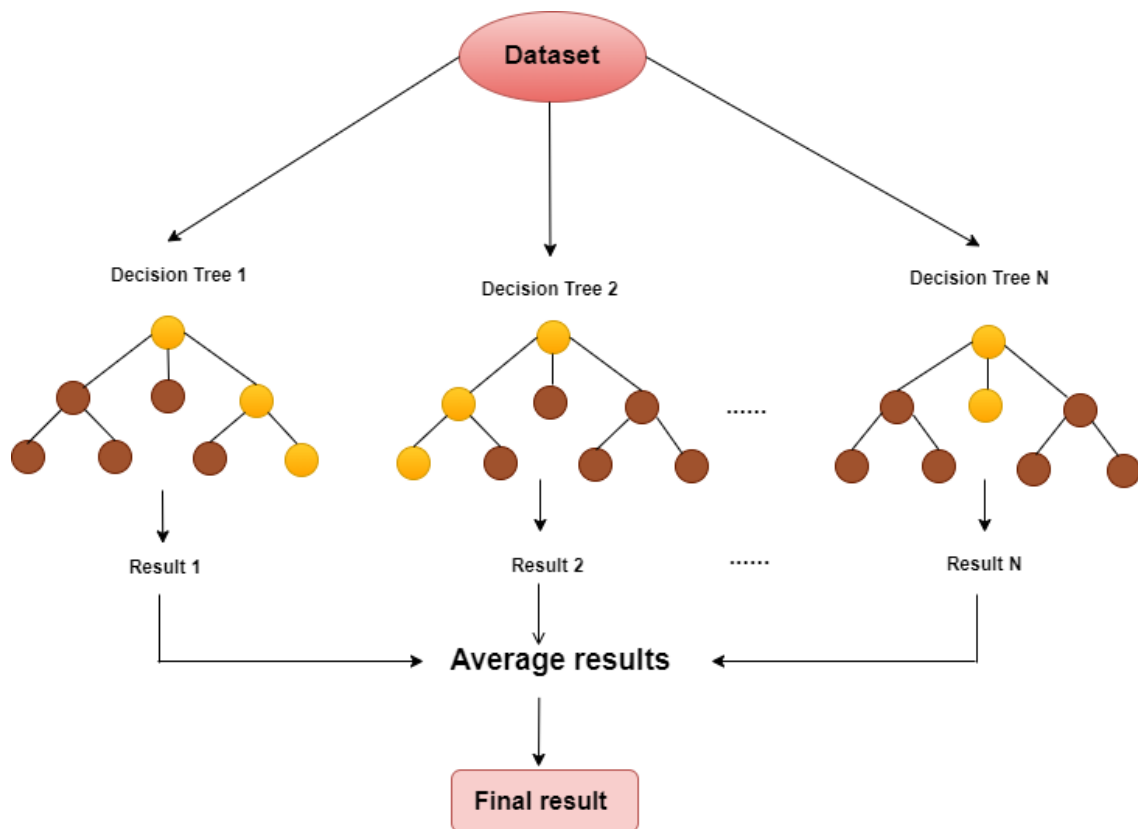 Dataset
Decision Tree 1
Decision Tree 2
Decision Tree N
......
Result 1
Result 2
......
Result N
Average results
Final result